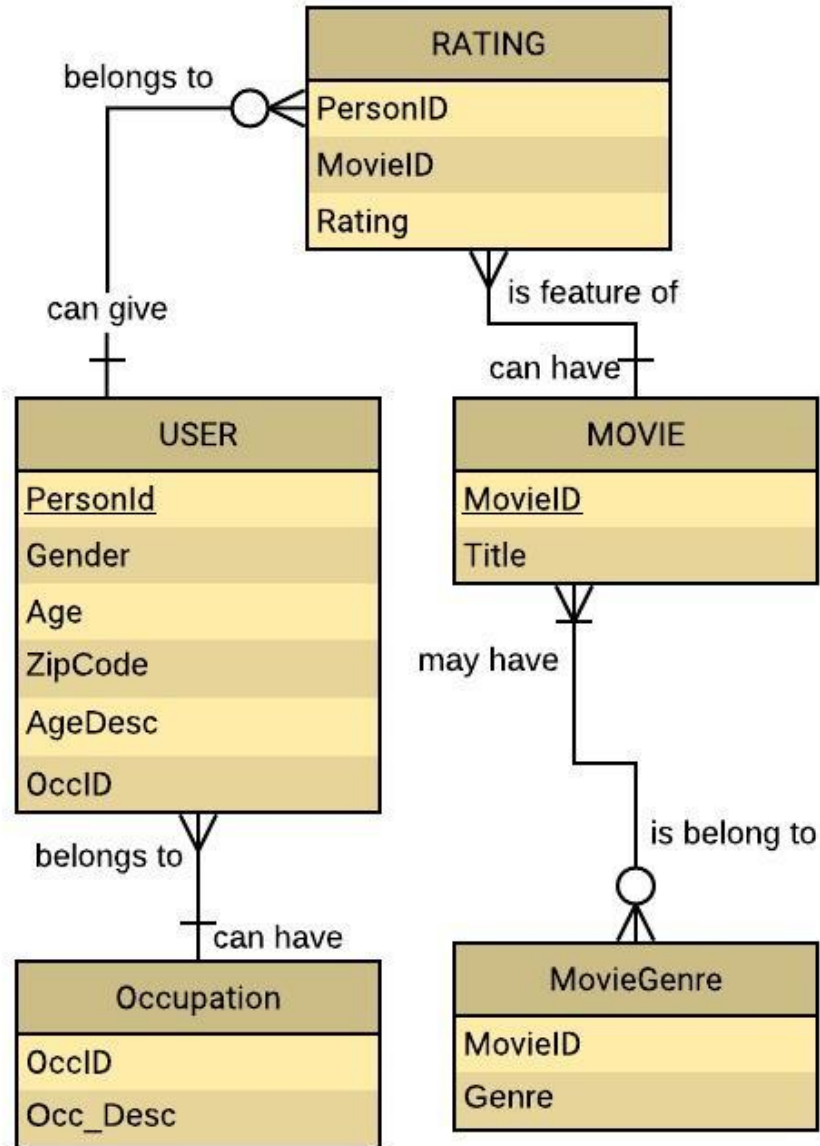 RATING
belongs to
PersonID
MovieID
Rating
is feature of
can give
can have
USER
PersonId
Gender
Age
ZipCode
AgeDesc
OccID
MOVIE
MovieID
Title
may have
is belong to
belongs to
can have
Occupation
OccID
Occ_Desc
MovieGenre
MovieID
Genre